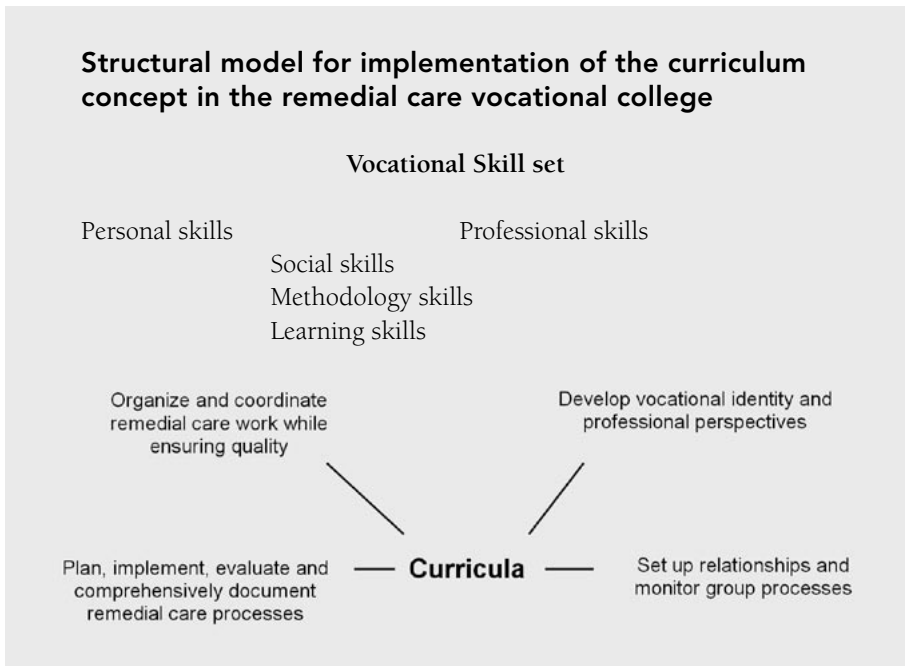 Structural model for implementation of the curriculum
concept in the remedial care vocational college
Vocational Skill set
Personal skills
Professional skills
Social skills
Methodology skills
Learning skills
Organize and coordinate
remedial care work while
ensuring quality
Develop vocational identity and
professional perspectives
Plan, implement, evaluate and
comprehensively document
remedial care processes
Curricula
Set up relationships and
monitor group processes